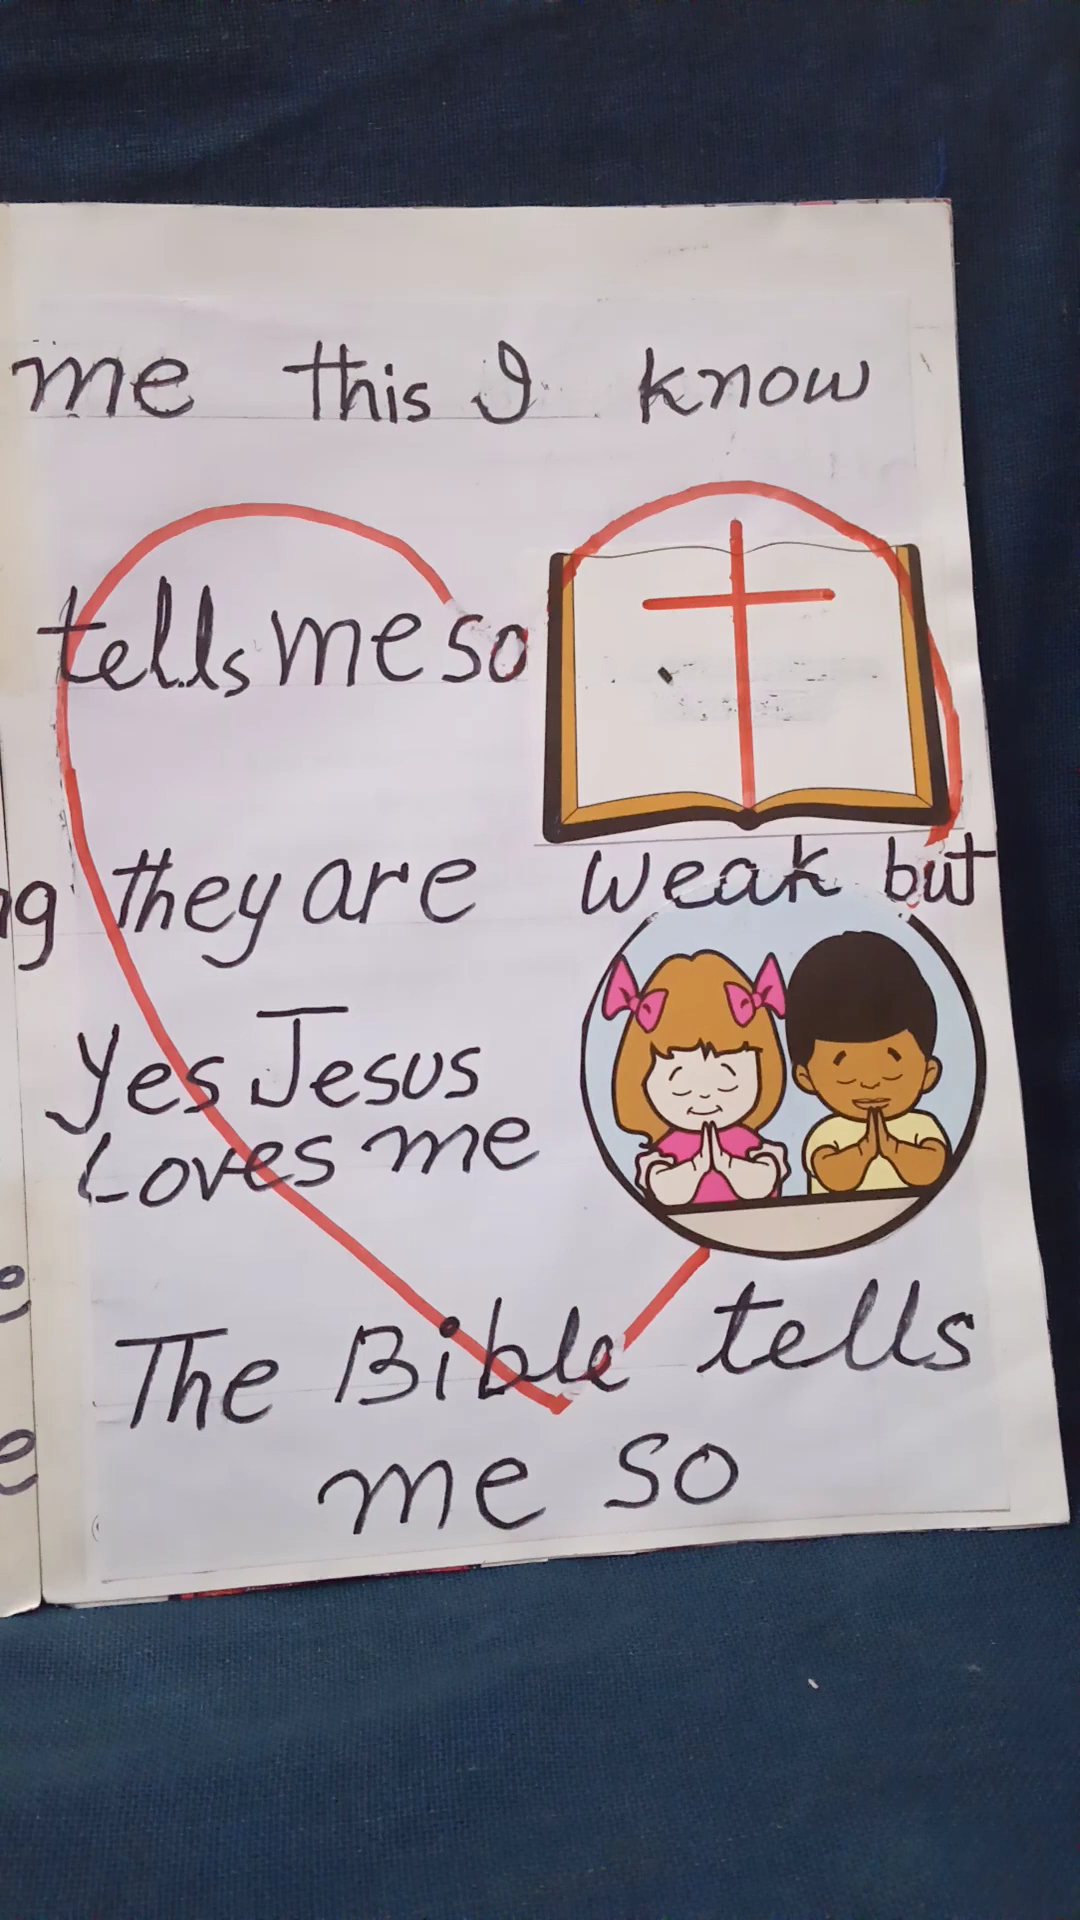 me this I know
tells me so
ng they are weak but
Yes Jesus
Loves me
e
The Bible tells
e
me so